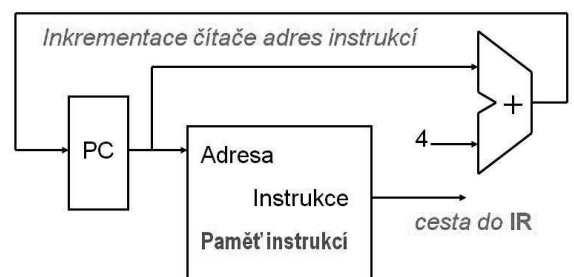 Inkrementace čítače adres instrukcí
PC
Adresa
Instrukce
Paměť instrukcí
4
+
cesta do IR